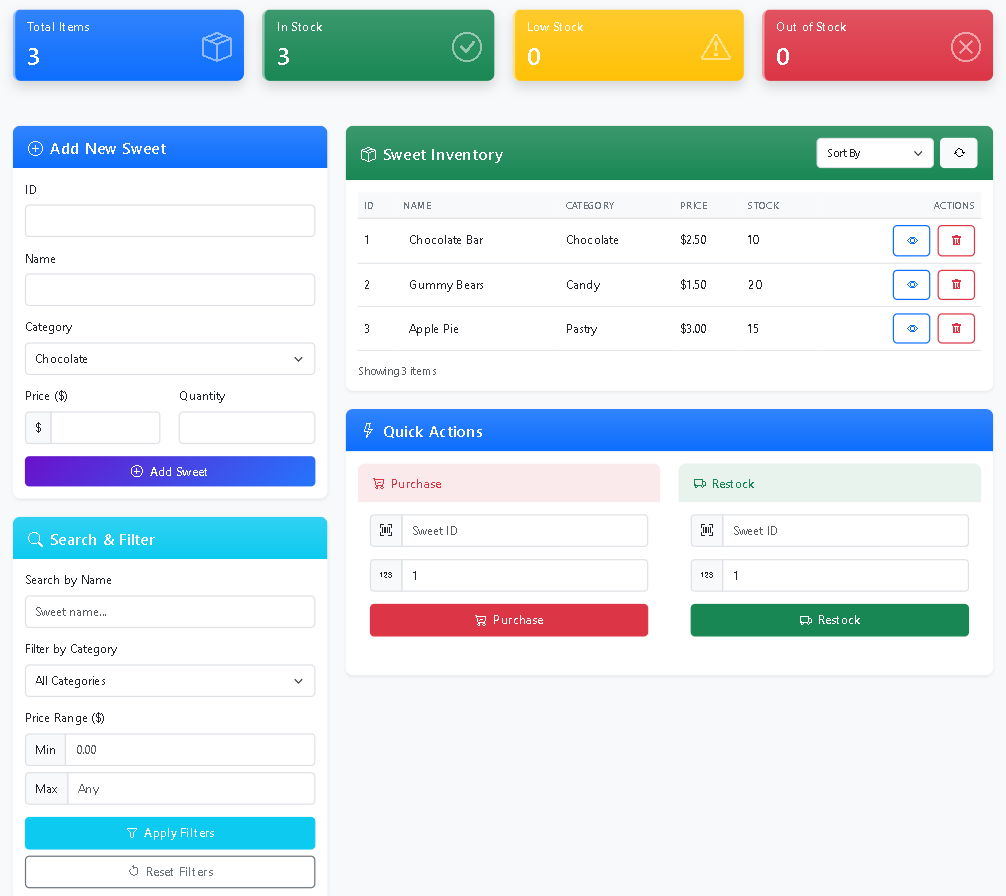 Total Items
3
In Stock
3
Low Stock
0
Out of Stock
0
Add New Sweet
ID
Name
Category
Chocolate
Price ($)
Quantity
$
Add Sweet
Search & Filter
Search by Name
Sweet name...
Filter by Category
All Categories
Price Range ($)
Min 0.00
Max Any
Apply Filters
Reset Filters
Sweet Inventory
Sort By
ID NAME CATEGORY PRICE STOCK ACTIONS
1 Chocolate Bar Chocolate $2.50 10
2 Gummy Bears Candy $1.50 20
3 Apple Pie Pastry $3.00 15
Showing 3 items
Quick Actions
Purchase
Sweet ID
123 1
Purchase
Restock
Sweet ID
123 1
Restock